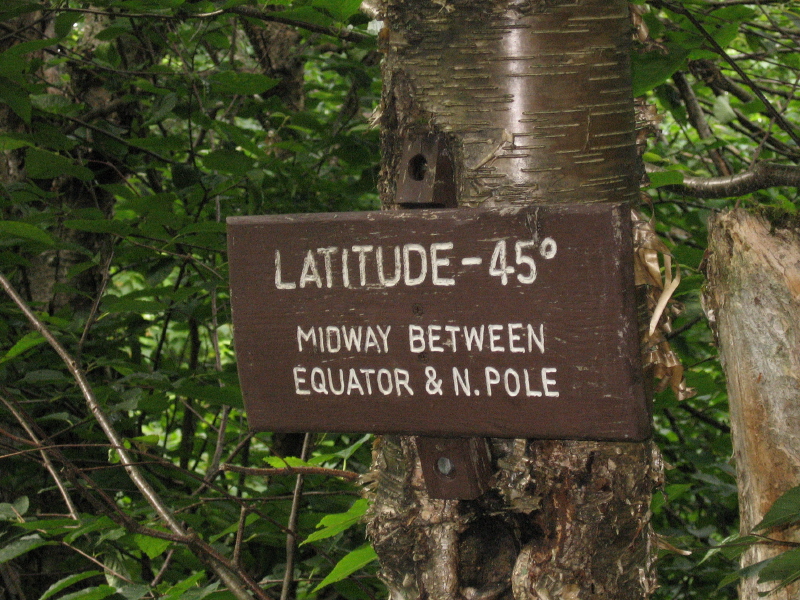 LATITUDE-45°
MIDWAY BETWEEN
EQUATOR & N. POLE